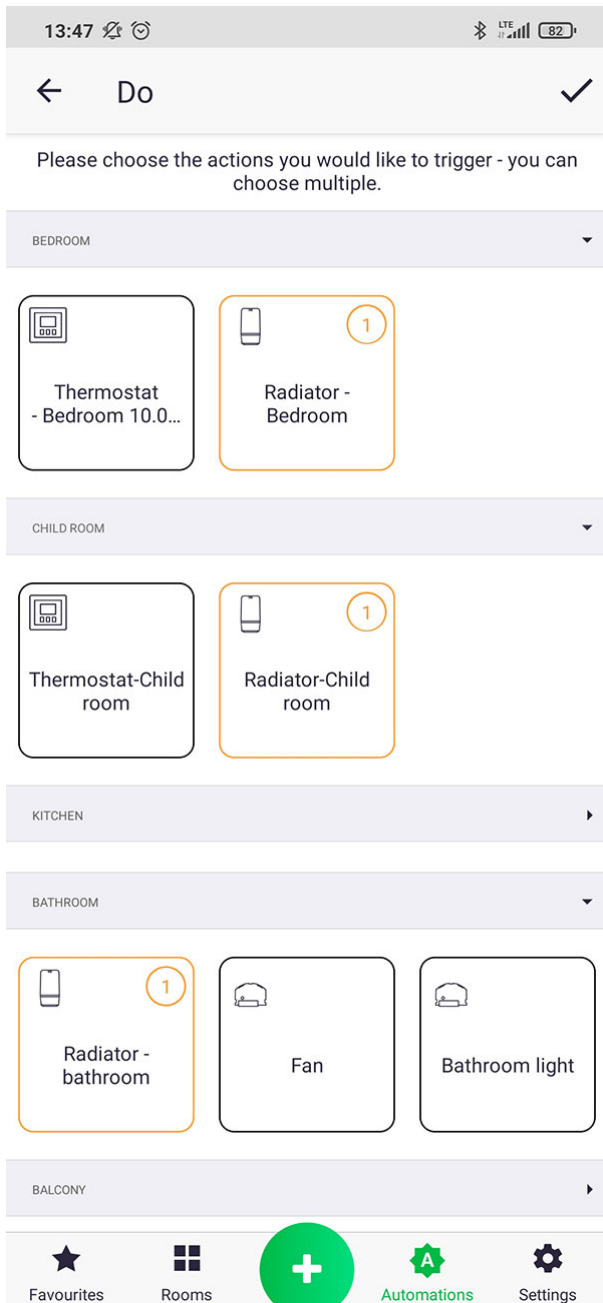 13:47 LTE 82
Do
Please choose the actions you would like to trigger - you can
choose multiple.
BEDROOM
Thermostat
- Bedroom 10.0...
1
Radiator -
Bedroom
CHILD ROOM
Thermostat-Child
room
1
Radiator-Child
room
KITCHEN
BATHROOM
1
Radiator -
bathroom
Fan
Bathroom light
BALCONY
A
Favourites Rooms Automations Settings